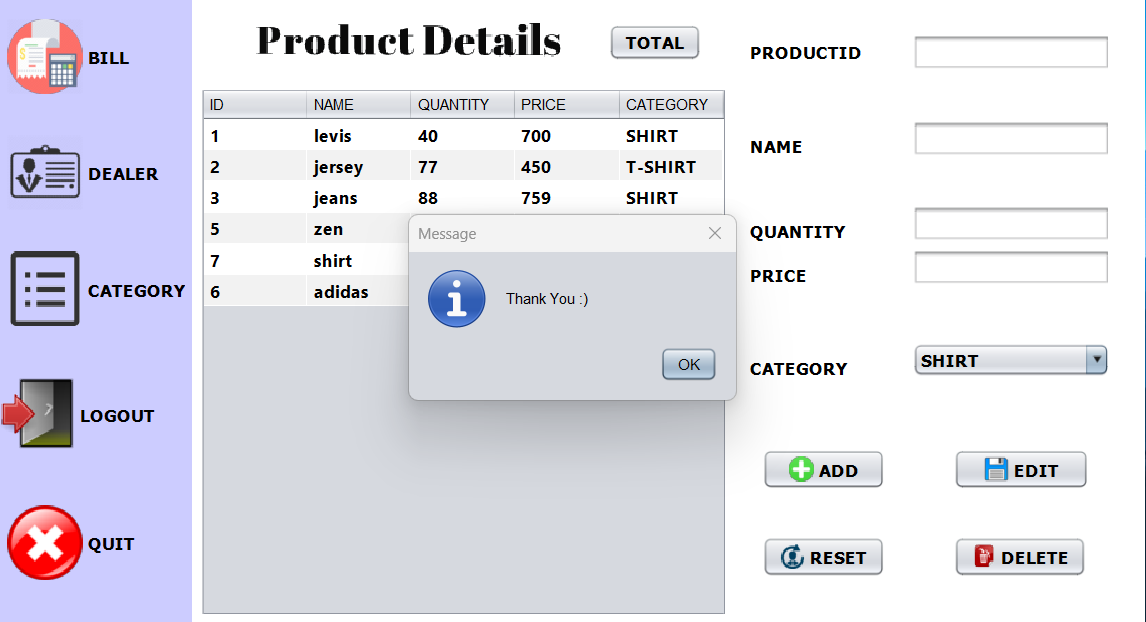 BILL
DEALER
CATEGORY
LOGOUT
QUIT
Product Details
TOTAL
ID NAME QUANTITY PRICE CATEGORY
1 levis 40 700 SHIRT
2 jersey 77 450 T-SHIRT
3 jeans 88 759 SHIRT
5 zen
7 shirt
6 adidas
Message
Thank You :)
OK
PRODUCTID
NAME
QUANTITY
PRICE
CATEGORY SHIRT
ADD EDIT
RESET DELETE